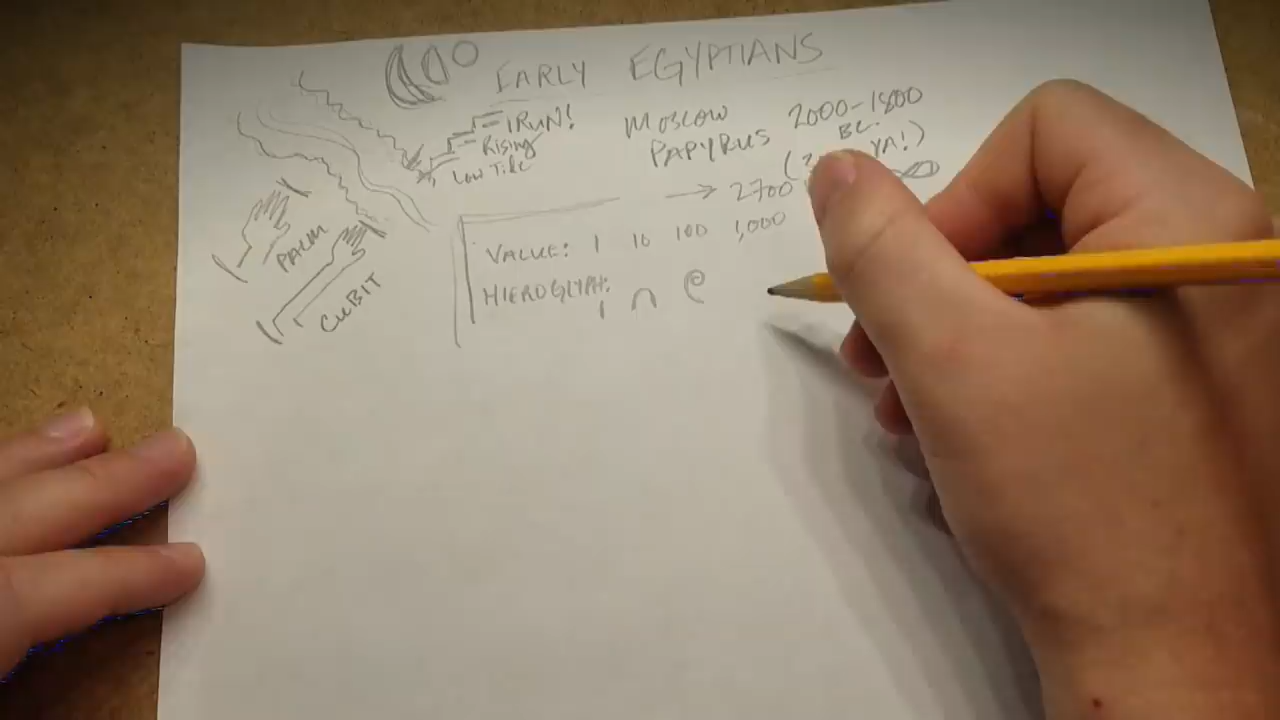 EARLY EGYPTIANS
RUN!
Rising
Low Tide
MOSCOW
PAPYRUS
2000-1800
BC.
YA!)
→ 2700
PALM
CUBIT
VALUE: 1 10 100 1,000
HIEROGLYPH: